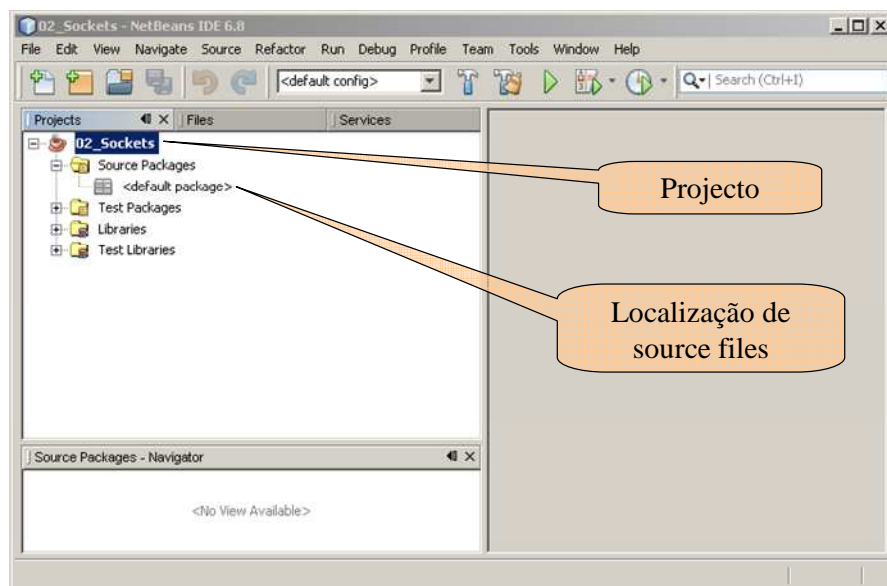 02_Sockets - NetBeans IDE 6.8
File Edit View Navigate Source Refactor Run Debug Profile Team Tools Window Help
<default config>
Search (Ctrl+I)
Projects
Files
Services
02_Sockets
Source Packages
<default package>
Test Packages
Libraries
Test Libraries
Projecto
Localização de
source files
Source Packages - Navigator
<No View Available>